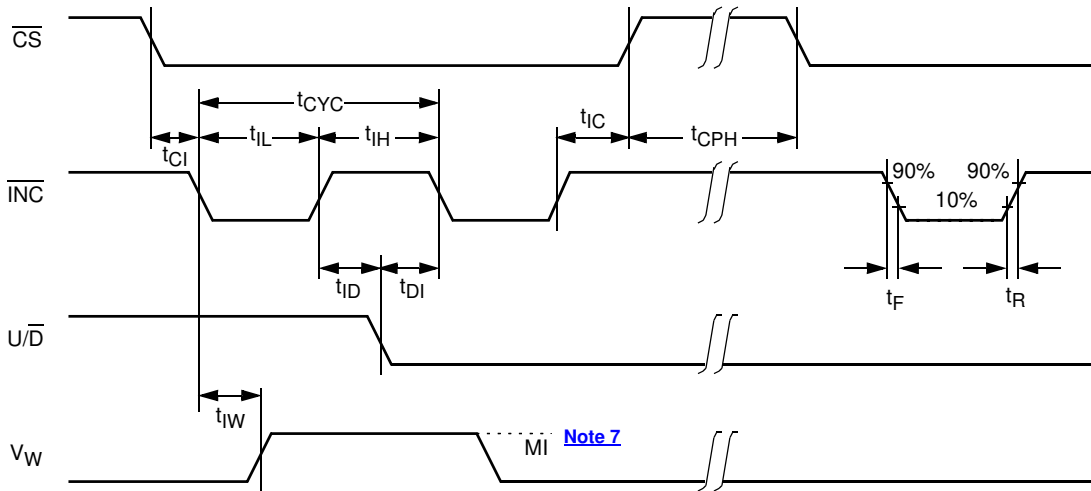 CS
tCYC
tCI
tIL
tIH
tIC
tCPH
INC
90%
90%
10%
tID
tDI
tF
tR
U/D
tIW
VW
MI
Note 7